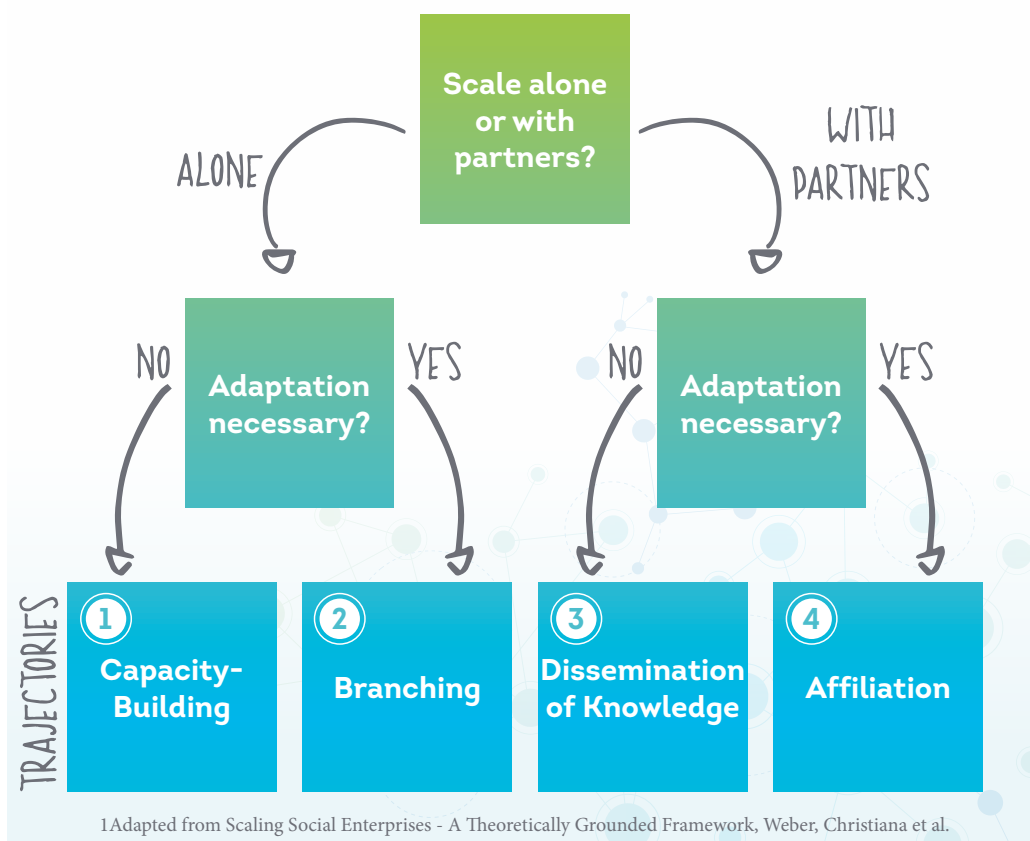 Scale alone
or with
partners?
ALONE
WITH
PARTNERS
NO
Adaptation
necessary?
YES
NO
Adaptation
necessary?
YES
TRAJECTORIES
1
Capacity-
Building
2
Branching
3
Dissemination
of Knowledge
4
Affiliation
1Adapted from Scaling Social Enterprises - A Theoretically Grounded Framework, Weber, Christiana et al.